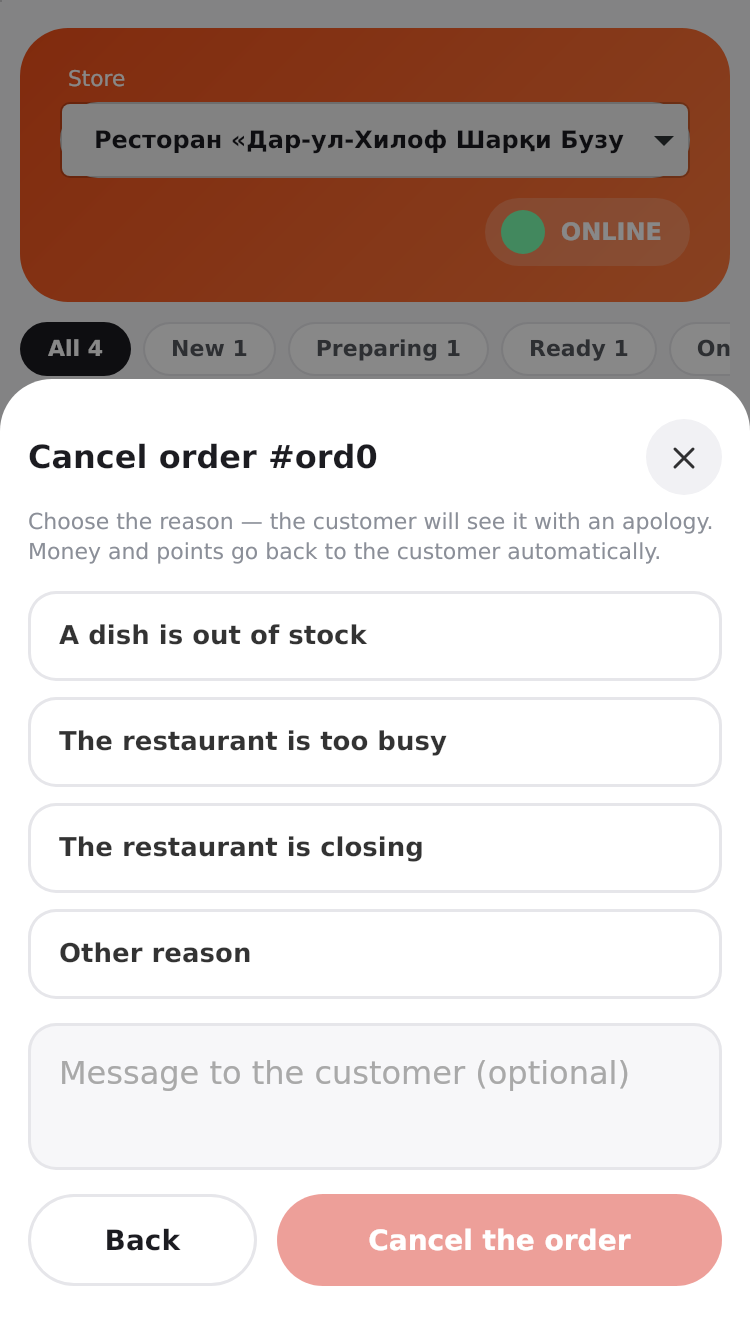 Store
Ресторан «Дар-ул-Хилоф Шарқи Бузу
ONLINE
All 4
New 1
Preparing 1
Ready 1
On
Cancel order #ord0
Choose the reason — the customer will see it with an apology.
Money and points go back to the customer automatically.
A dish is out of stock
The restaurant is too busy
The restaurant is closing
Other reason
Message to the customer (optional)
Back
Cancel the order